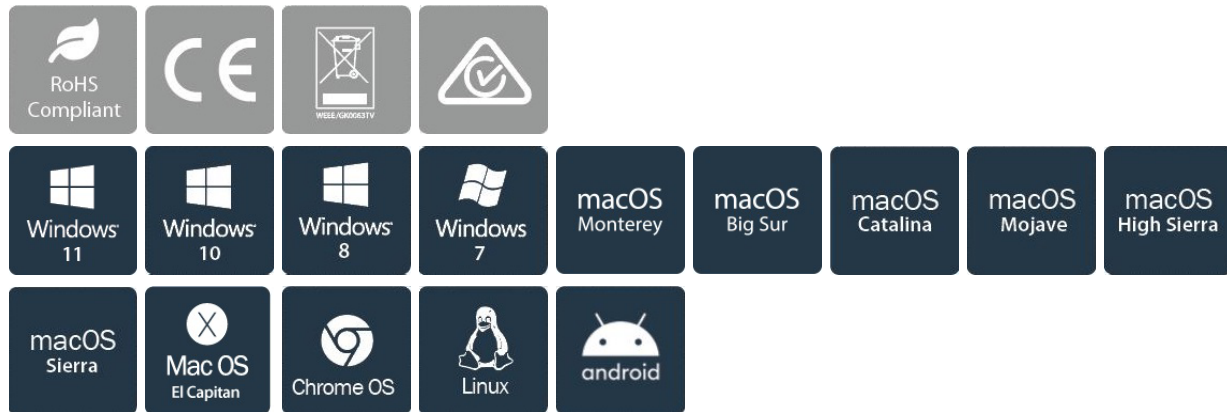 RoHS
Compliant
CE
WEEE/GK0063TV
Windows
11
Windows
10
Windows
8
Windows
7
macOS
Monterey
macOS
Big Sur
macOS
Catalina
macOS
Mojave
macOS
High Sierra
macOS
Sierra
X
Mac OS
El Capitan
Chrome OS
Linux
android